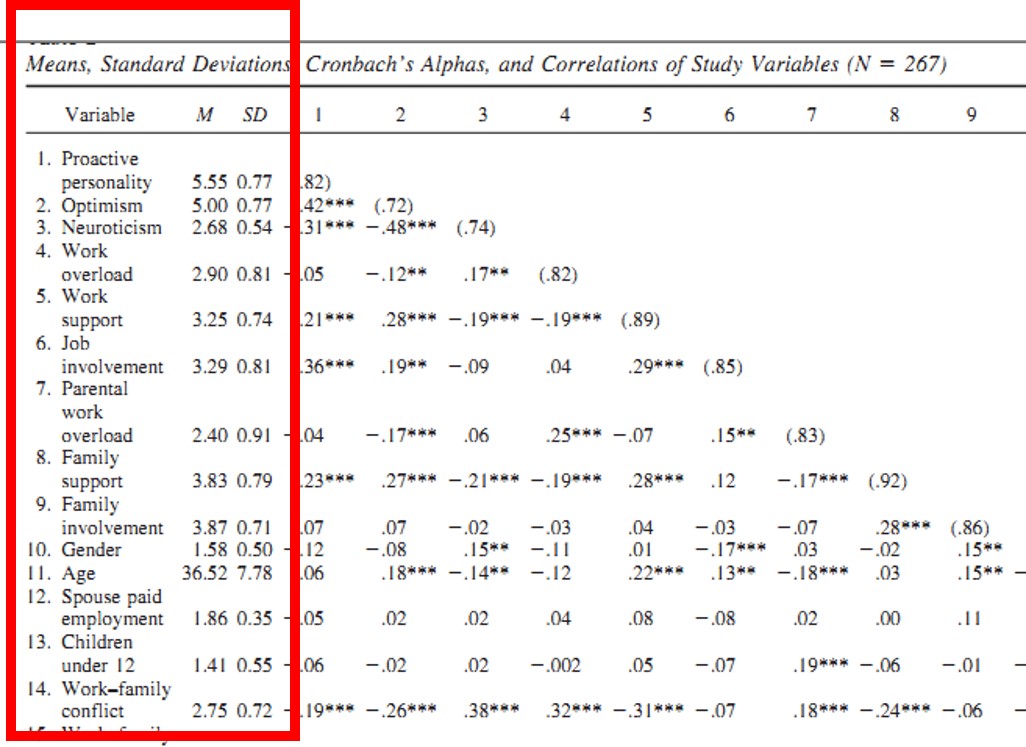 Means, Standard Deviations, Cronbach's Alphas, and Correlations of Study Variables (N = 267)
Variable M SD 1 2 3 4 5 6 7 8 9
1. Proactive
personality 5.55 0.77 .82)
2. Optimism 5.00 0.77 .42*** (.72)
3. Neuroticism 2.68 0.54 −.31*** −.48*** (.74)
4. Work
overload 2.90 0.81 −.05 −.12** .17** (.82)
5. Work
support 3.25 0.74 .21*** .28*** −.19*** −.19*** (.89)
6. Job
involvement 3.29 0.81 .36*** .19** −.09 .04 .29*** (.85)
7. Parental
work
overload 2.40 0.91 −.04 −.17*** .06 .25*** −.07 .15** (.83)
8. Family
support 3.83 0.79 .23*** .27*** −.21*** −.19*** .28*** .12 −.17*** (.92)
9. Family
involvement 3.87 0.71 .07 .07 −.02 −.03 .04 −.03 −.07 .28*** (.86)
10. Gender 1.58 0.50 −.12 −.08 .15** −.11 .01 −.17*** .03 −.02 .15**
11. Age 36.52 7.78 .06 .18*** −.14** −.12 .22*** .13** −.18*** .03 .15** −
12. Spouse paid
employment 1.86 0.35 −.05 .02 .02 .04 .08 −.08 .02 .00 .11
13. Children
under 12 1.41 0.55 −.06 −.02 .02 −.002 .05 −.07 .19*** −.06 −.01 −
14. Work–family
conflict 2.75 0.72 −.19*** −.26*** .38*** .32*** −.31*** −.07 .18*** −.24*** −.06 −